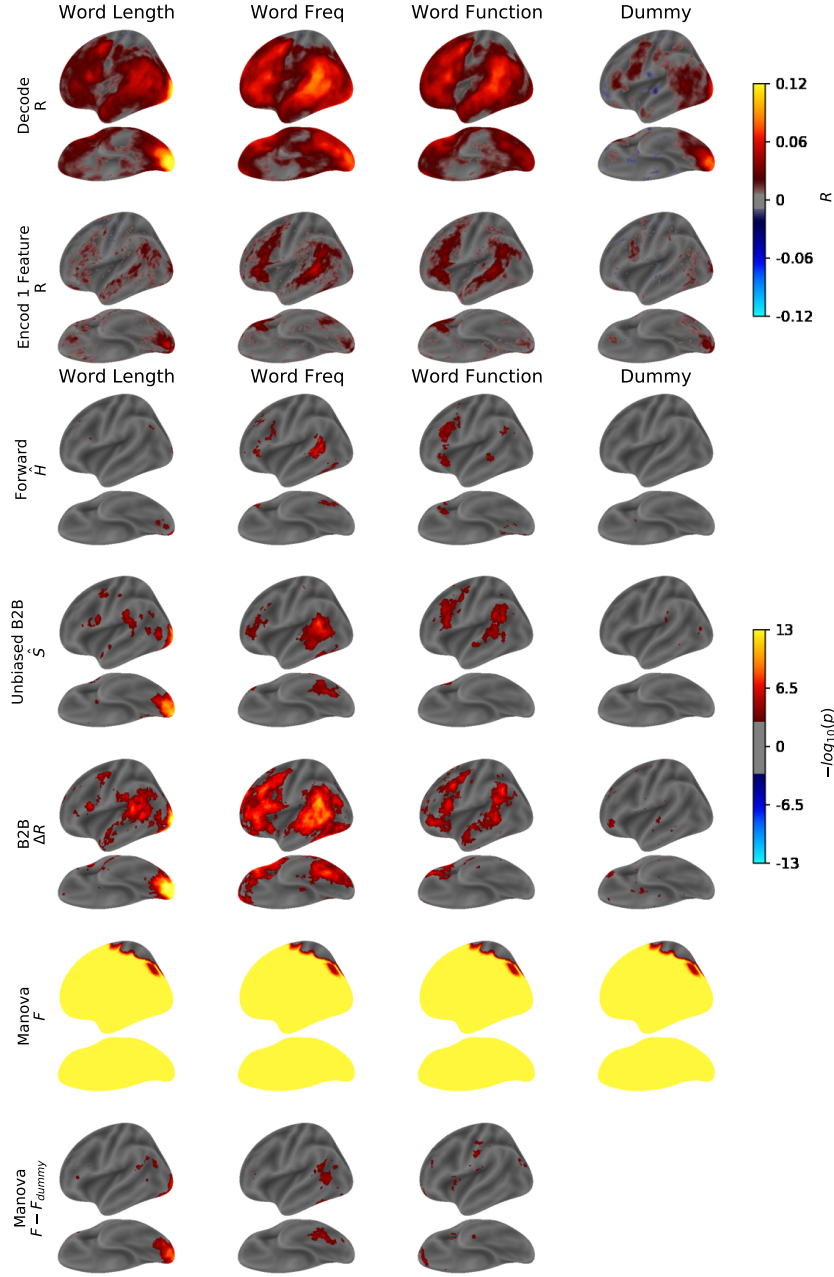 Word Length Word Freq Word Function Dummy
Decode
R
0.12
0.06
0
-0.06
-0.12
R
Encod 1 Feature
R
Word Length Word Freq Word Function Dummy
Forward
Ĥ
Unbiased B2B
Ŝ
13
6.5
0
-6.5
-13
−log10(p)
B2B
ΔR
Manova
F
Manova
F − Fdummy